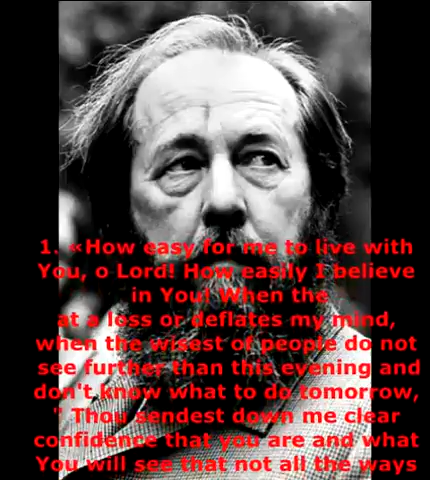 1. «How easy for me to live with
You, o Lord! How easily I believe
in You! When the
at a loss or deflates my mind,
when the wisest of people do not
see further than this evening and
don't know what to do tomorrow,
" Thou sendest down me clear
confidence that you are and what
You will see that not all the ways